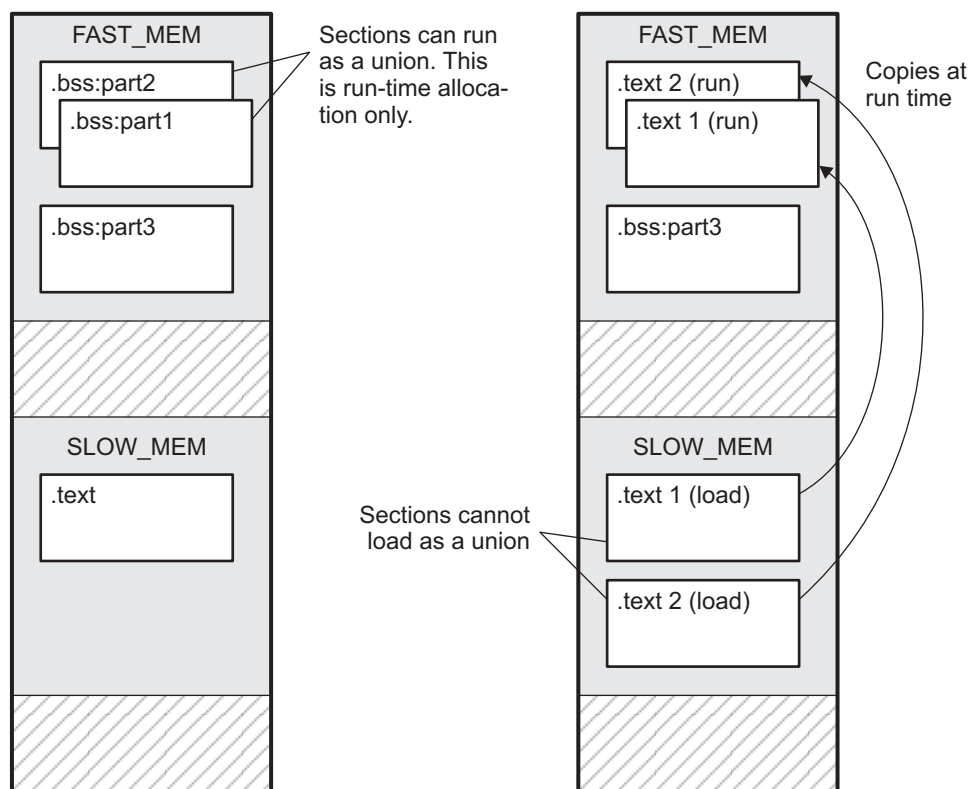 FAST_MEM
.bss:part2
.bss:part1
.bss:part3
Sections can run
as a union. This
is run-time alloca-
tion only.
SLOW_MEM
.text
FAST_MEM
.text 2 (run)
.text 1 (run)
.bss:part3
Copies at
run time
SLOW_MEM
.text 1 (load)
.text 2 (load)
Sections cannot
load as a union